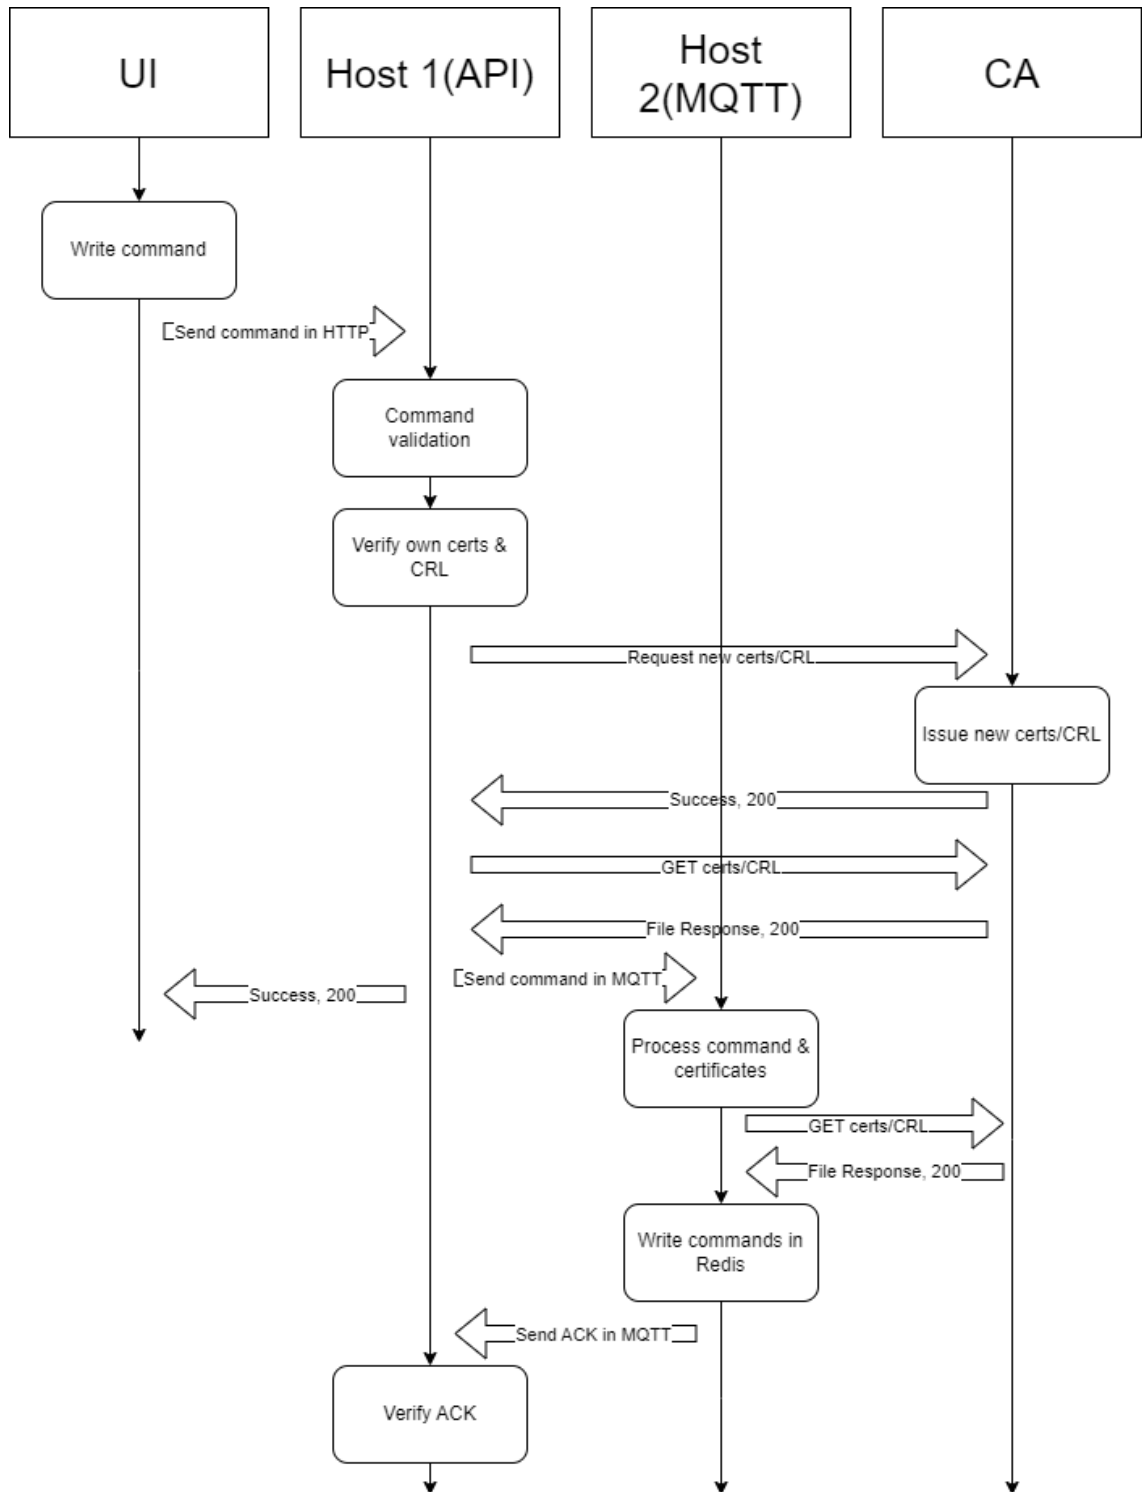 UI
Host 1(API)
Host
2(MQTT)
CA
Write command
Send command in HTTP
Command
validation
Verify own certs &
CRL
Request new certs/CRL
Issue new certs/CRL
Success, 200
GET certs/CRL
File Response, 200
Send command in MQTT
Success, 200
Process command &
certificates
GET certs/CRL
File Response, 200
Write commands in
Redis
Send ACK in MQTT
Verify ACK